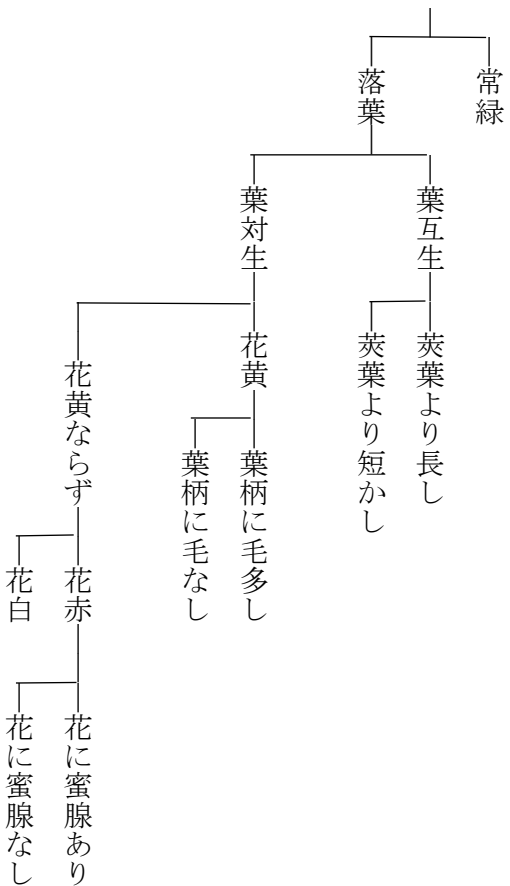 常緑
落葉
葉互生
莢葉より長し
莢葉より短かし
葉対生
花黄
葉柄に毛多し
葉柄に毛なし
花黄ならず
花赤
花に蜜腺あり
花に蜜腺なし
花白